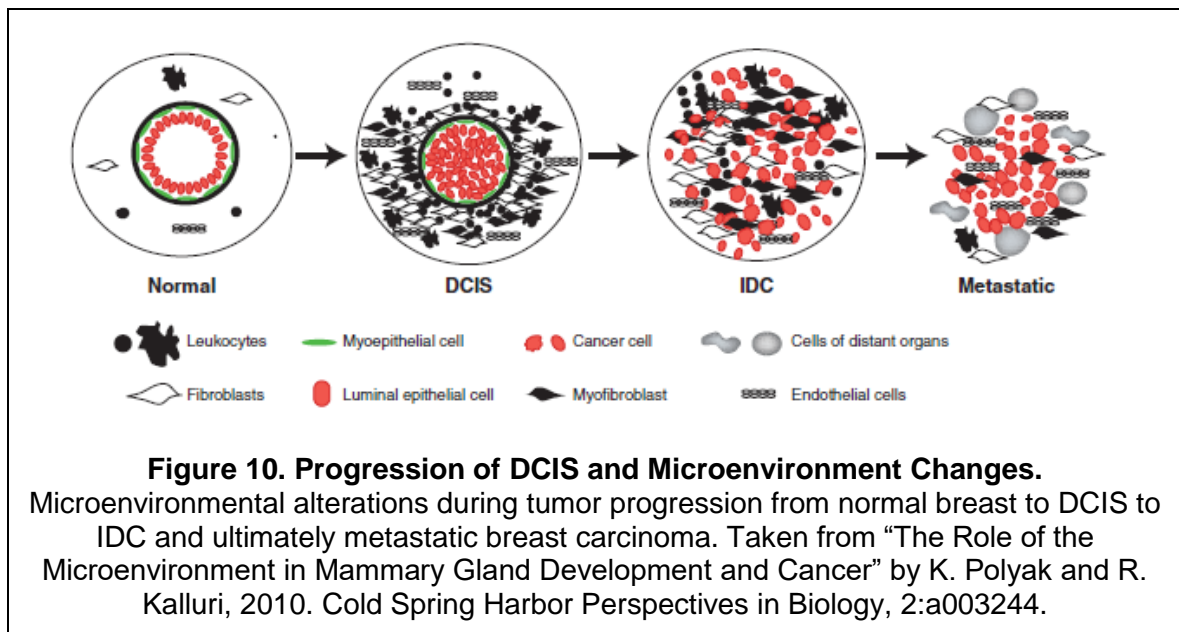 Normal
DCIS
IDC
Metastatic
Leukocytes
Myoepithelial cell
Cancer cell
Cells of distant organs
Fibroblasts
Luminal epithelial cell
Myofibroblast
Endothelial cells
Figure 10. Progression of DCIS and Microenvironment Changes.
Microenvironmental alterations during tumor progression from normal breast to DCIS to
IDC and ultimately metastatic breast carcinoma. Taken from “The Role of the
Microenvironment in Mammary Gland Development and Cancer” by K. Polyak and R.
Kalluri, 2010. Cold Spring Harbor Perspectives in Biology, 2:a003244.